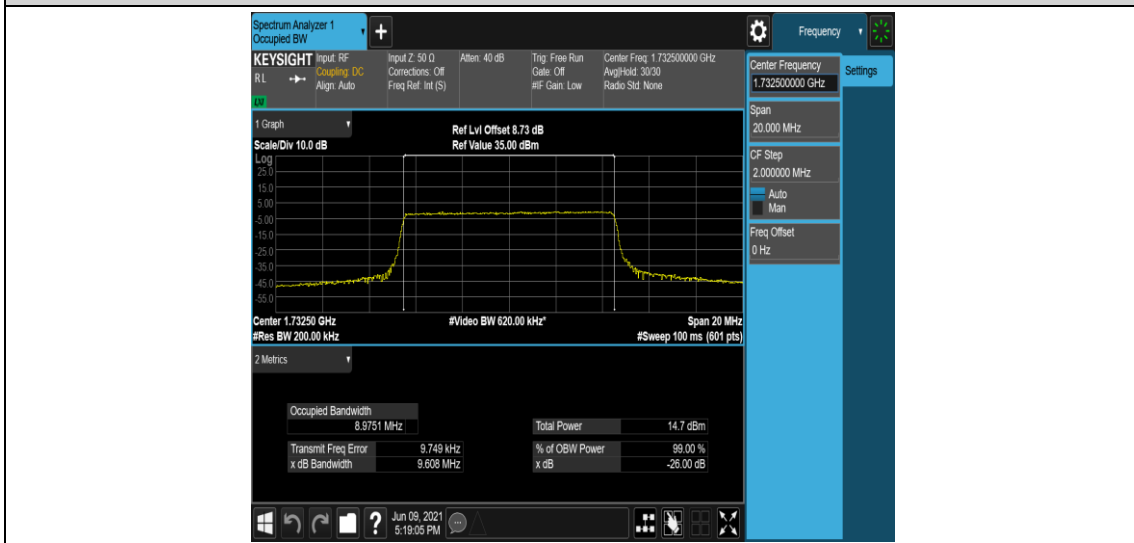 Spectrum Analyzer 1
Occupied BW
Frequency
KEYSIGHT
RL
Input: RF
Coupling: DC
Align: Auto
Input Z: 50 Ω
Corrections: Off
Freq Ref: Int (S)
Atten: 40 dB
Trig: Free Run
Gate: Off
#IF Gain: Low
Center Freq: 1.732500000 GHz
Avg|Hold: 30/30
Radio Std: None
Center Frequency
1.732500000 GHz
Settings
Span
20.000 MHz
CF Step
2.000000 MHz
Auto
Man
Freq Offset
0 Hz
1 Graph
Scale/Div 10.0 dB
Ref Lvl Offset 8.73 dB
Ref Value 35.00 dBm
Log
25.0
15.0
5.00
-5.00
-15.0
-25.0
-35.0
-45.0
-55.0
Center 1.73250 GHz
#Res BW 200.00 kHz
#Video BW 620.00 kHz*
Span 20 MHz
#Sweep 100 ms (601 pts)
2 Metrics
Occupied Bandwidth
8.9751 MHz
Total Power 14.7 dBm
Transmit Freq Error 9.749 kHz
% of OBW Power 99.00 %
x dB Bandwidth 9.608 MHz
x dB -26.00 dB
Jun 09, 2021
5:19:05 PM